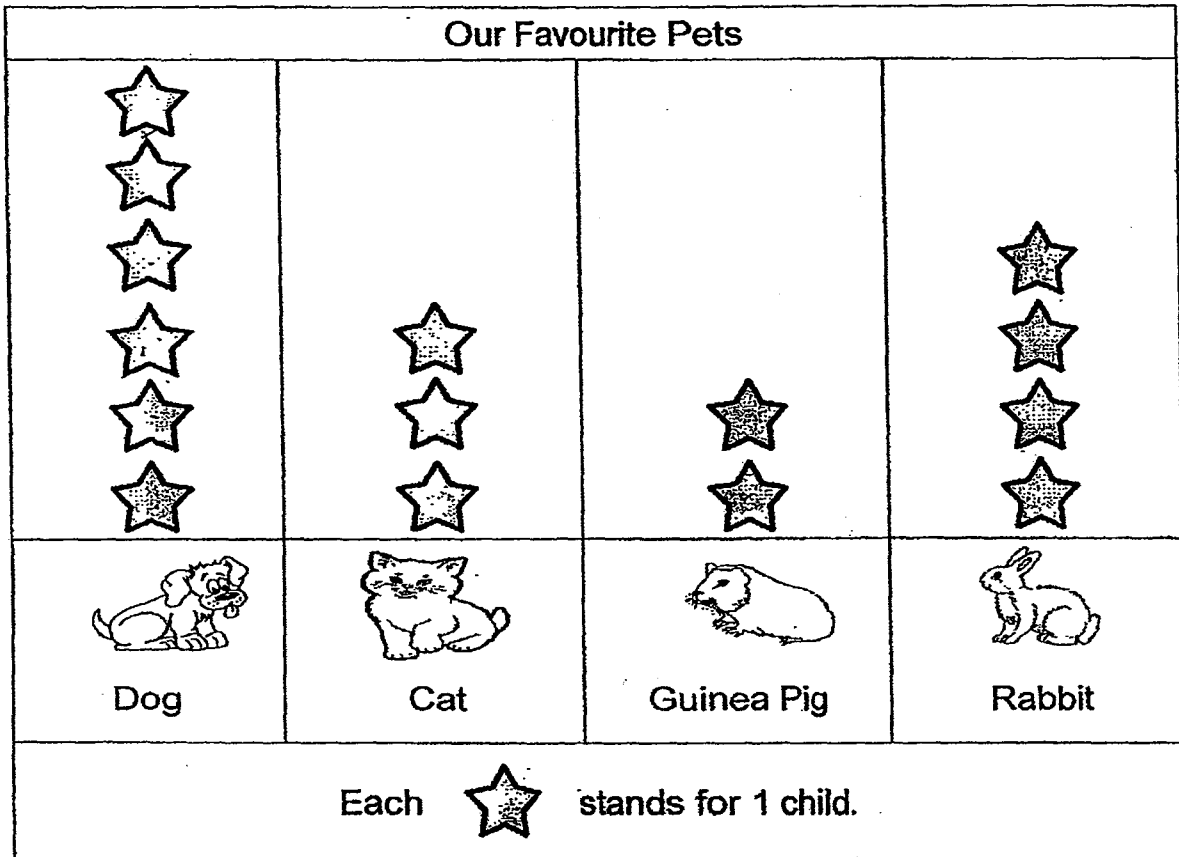 Our Favourite Pets
Dog Cat Guinea Pig Rabbit
Each stands for 1 child.